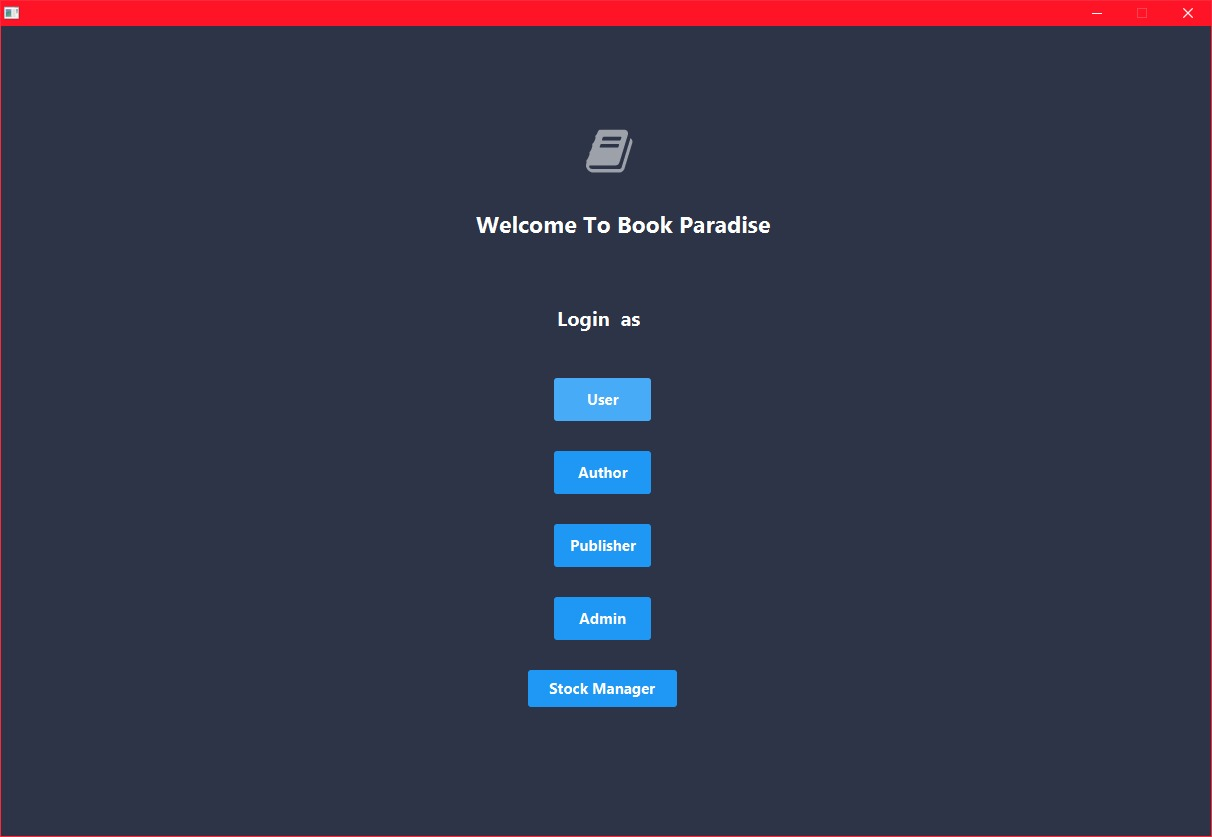 Welcome To Book Paradise
Login as
User
Author
Publisher
Admin
Stock Manager